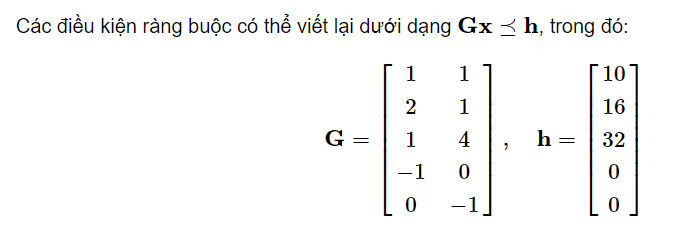 Các điều kiện ràng buộc có thể viết lại dưới dạng Gx ⪯ h, trong đó:
G = [ 1 1
2 1
1 4
−1 0
0 −1 ] , h = [ 10
16
32
0
0 ]